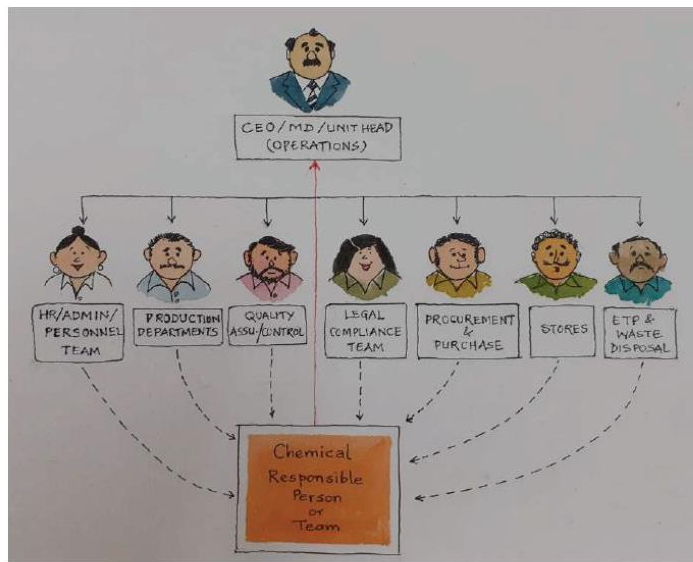 CEO/MD/UNIT HEAD
(OPERATIONS)
HR/ADMIN/
PERSONNEL
TEAM
PRODUCTION
DEPARTMENTS
QUALITY
ASSU./CONTROL
LEGAL
COMPLIANCE
TEAM
PROCUREMENT
&
PURCHASE
STORES
ETP &
WASTE
DISPOSAL
Chemical
Responsible
Person
or
Team